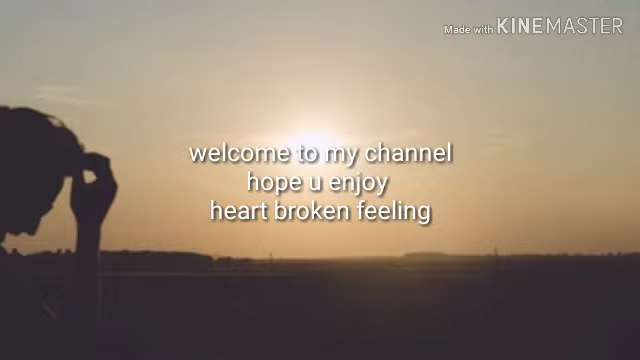 Made with KINEMASTER
welcome to my channel
hope u enjoy
heart broken feeling